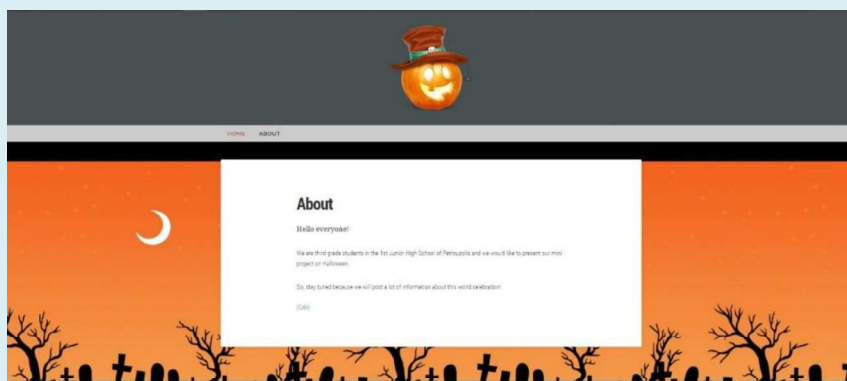 HOME ABOUT
About
Hello everyone!
We are third grade students in the 1st Junior High School of Petroupolis and we would like to present our mini
project on Halloween.
So, stay tuned because we will post a lot of information about this world celebration!
(Edit)